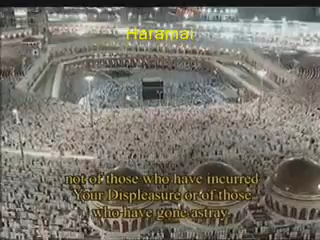 Haramai
not of those who have incurred
Your Displeasure or of those
who have gone astray.